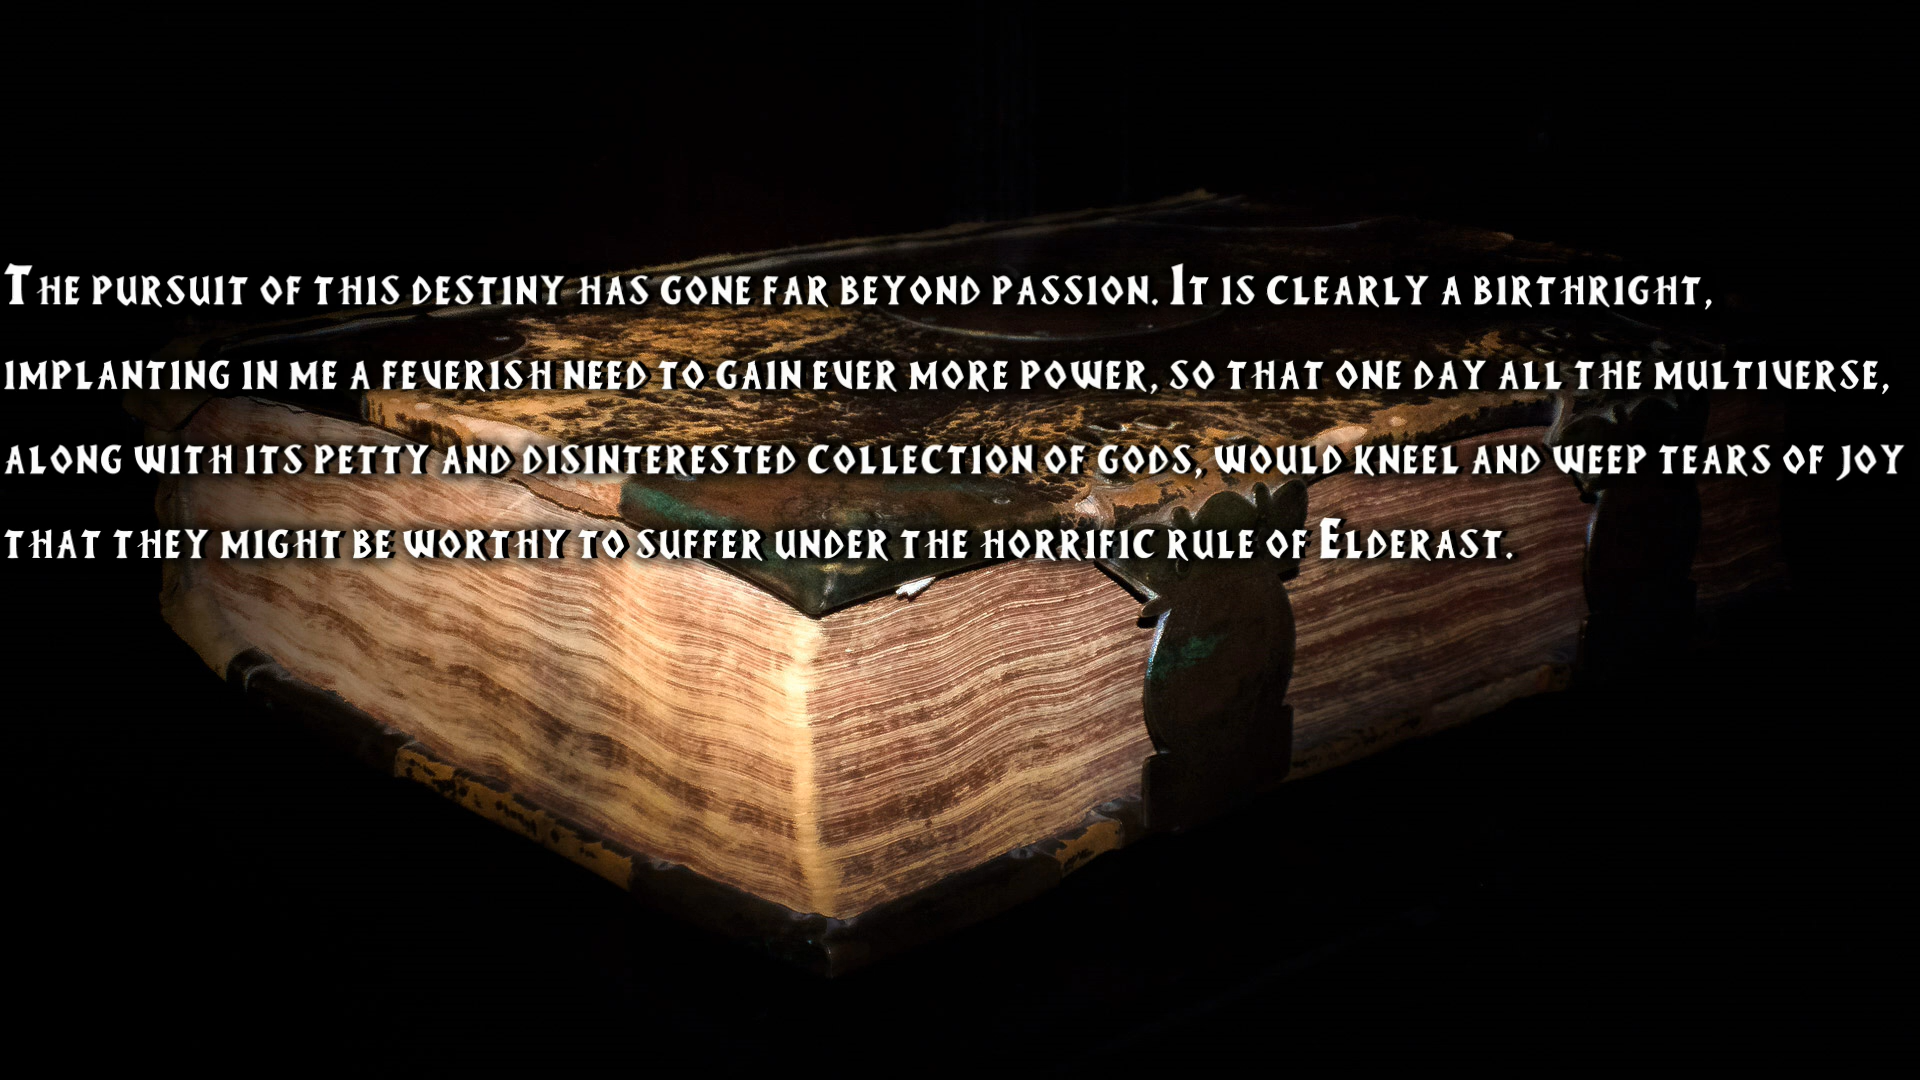 The pursuit of this destiny has gone far beyond passion. It is clearly a birthright,
implanting in me a feverish need to gain ever more power, so that one day all the multiverse,
along with its petty and disinterested collection of gods, would kneel and weep tears of joy
that they might be worthy to suffer under the horrific rule of Elderast.